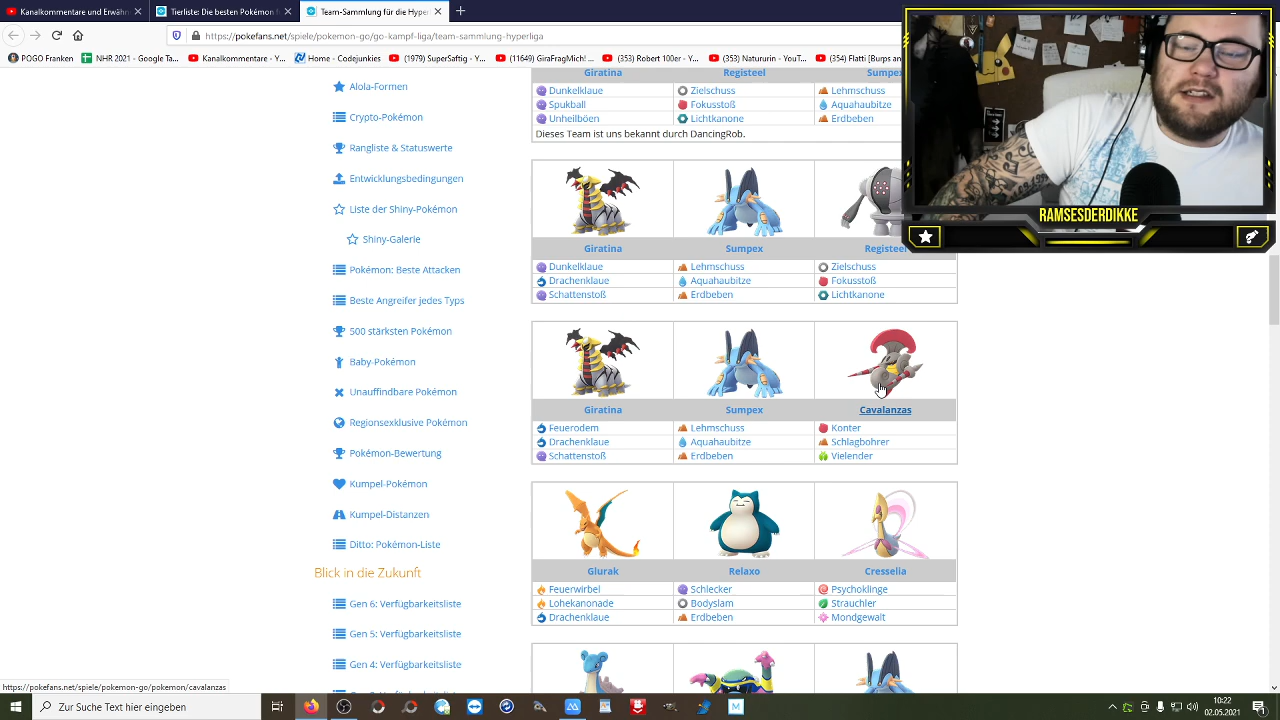 Kanalkommentare und Erwähn
Tierliste: Die besten Pokémon f
Team-Sammlung für die Hyper
https://pokefans.net/spiele/pokemon-go/go-kampf-liga/team-sammlung-hyperliga
POGO Franken
NHR 2021 - Google Ta...
Kanalkommentare - Yo...
Home - Codejunkies
(1979) SuperSaftig - Y...
(11649) GiraFragMich! -...
(353) Robert 100er - Y...
(353) Natururin - YouT...
(354) Flatti [Burps and...
Alola-Formen
Crypto-Pokémon
Rangliste & Statuswerte
Entwicklungsbedingungen
Liste der Shiny-Pokémon
Shiny-Galerie
Pokémon: Beste Attacken
Beste Angreifer jedes Typs
500 stärksten Pokémon
Baby-Pokémon
Unauffindbare Pokémon
Regionsexklusive Pokémon
Pokémon-Bewertung
Kumpel-Pokémon
Kumpel-Distanzen
Ditto: Pokémon-Liste
Blick in die Zukunft
Gen 6: Verfügbarkeitsliste
Gen 5: Verfügbarkeitsliste
Gen 4: Verfügbarkeitsliste
Giratina Registeel Sumpex
Dunkelklaue Zielschuss Lehmschuss
Spukball Fokusstoß Aquahaubitze
Unheilböen Lichtkanone Erdbeben
Dieses Team ist uns bekannt durch DancingRob.
Giratina Sumpex Registeel
Dunkelklaue Lehmschuss Zielschuss
Drachenklaue Aquahaubitze Fokusstoß
Schattenstoß Erdbeben Lichtkanone
Giratina Sumpex Cavalanzas
Feuerodem Lehmschuss Konter
Drachenklaue Aquahaubitze Schlagbohrer
Schattenstoß Erdbeben Vielender
Glurak Relaxo Cresselia
Feuerwirbel Schlecker Psychoklinge
Lohekanonade Bodyslam Strauchler
Drachenklaue Erdbeben Mondgewalt
RAMSESDERDIKKE
https://pokefans.net/spiele/pokemon-go/pokemon/cavalanzas
Zur Suche Text hier eingeben
10:22
02.05.2021